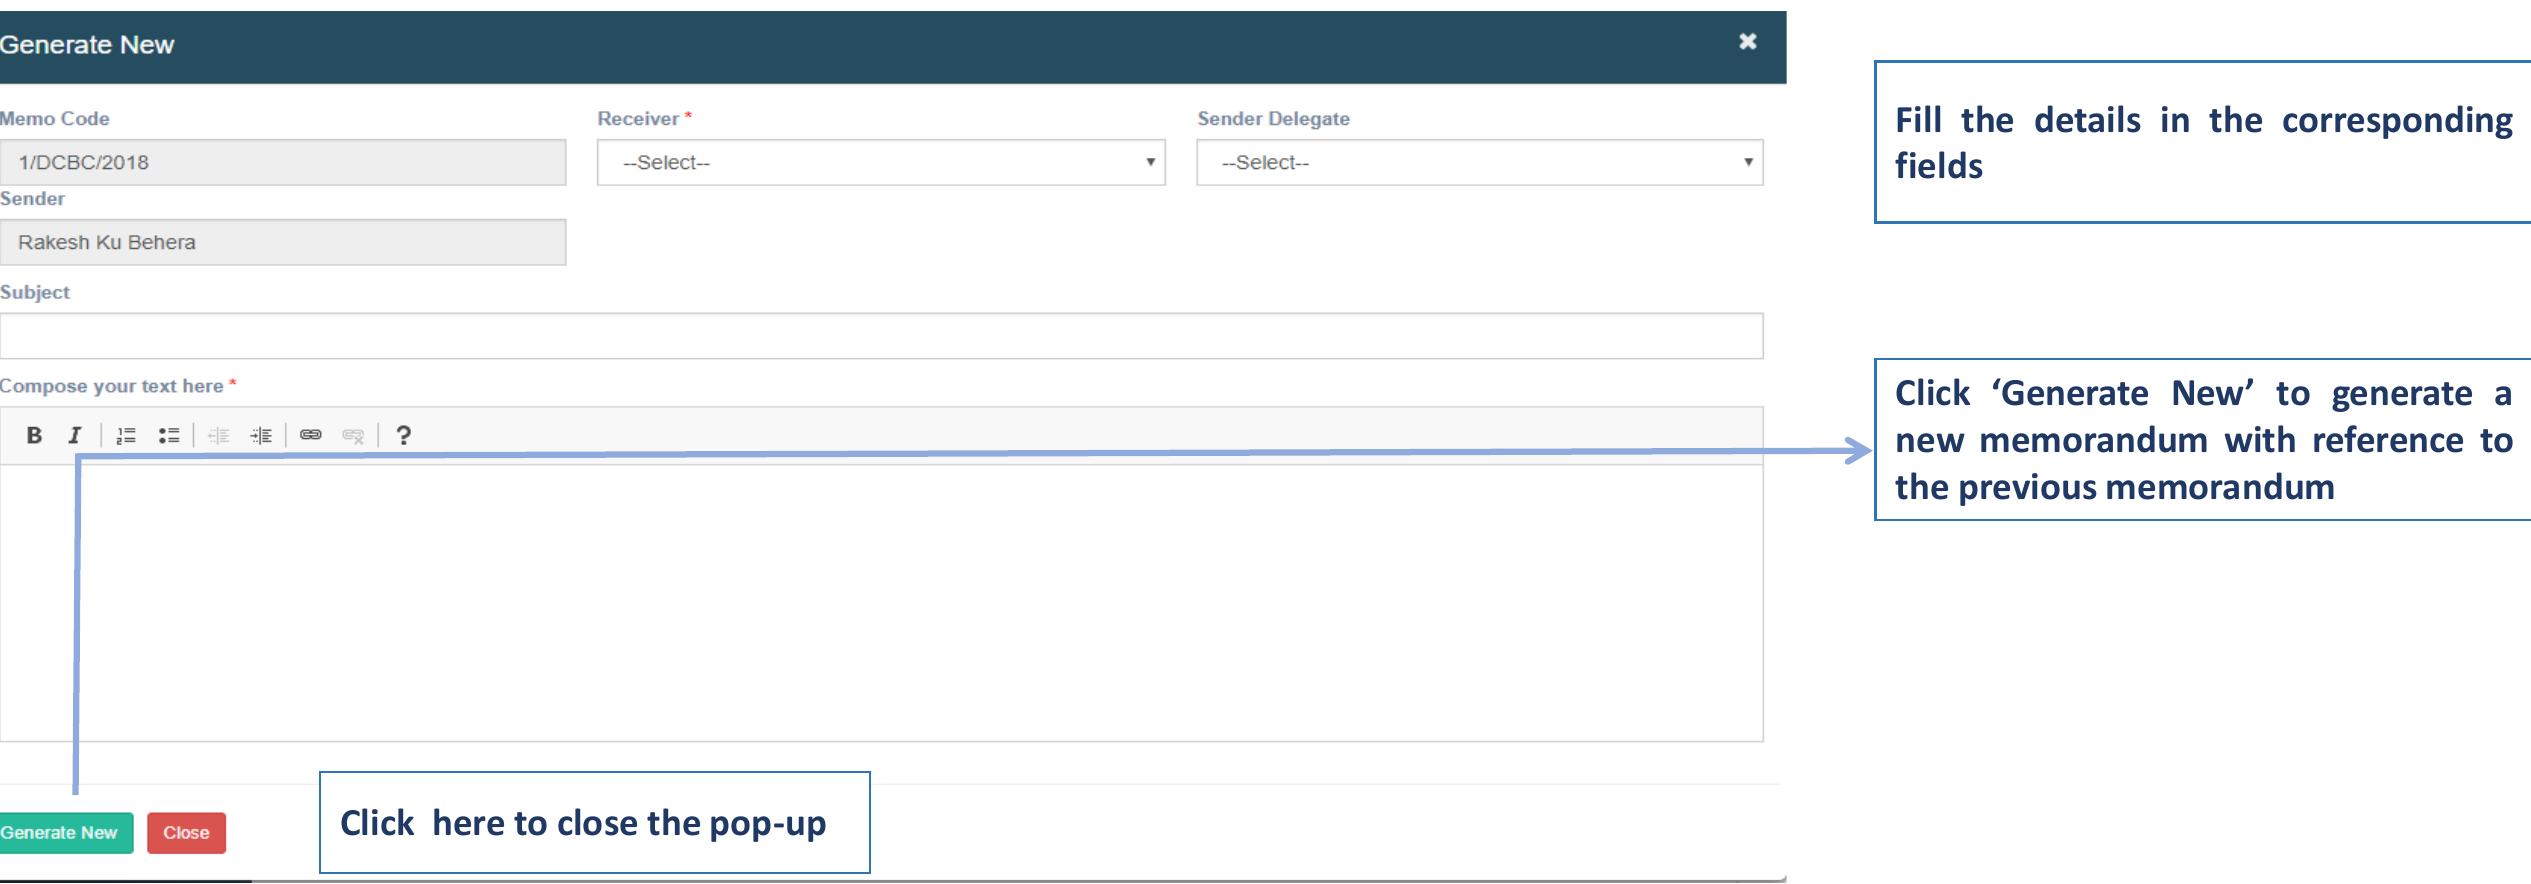 Generate New
Memo Code
Receiver *
Sender Delegate
1/DCBC/2018
--Select--
--Select--
Sender
Rakesh Ku Behera
Subject
Compose your text here *
B I ?
Generate New
Close
Click here to close the pop-up
Fill the details in the corresponding
fields
Click ‘Generate New’ to generate a
new memorandum with reference to
the previous memorandum